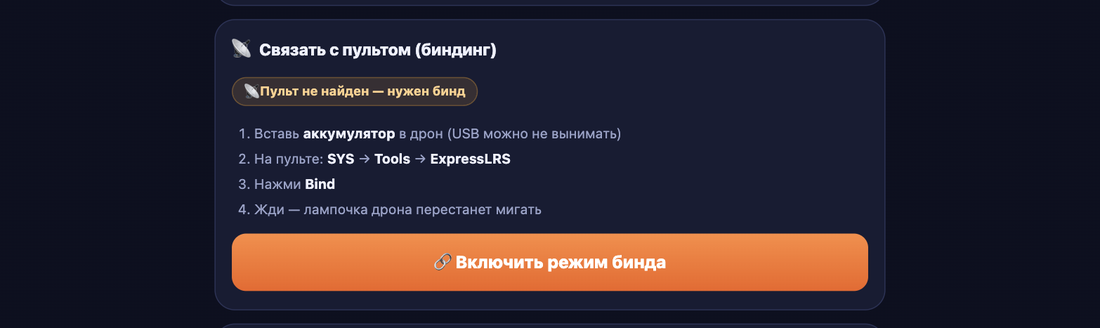 📡 Связать с пультом (биндинг)
📡Пульт не найден — нужен бинд
1. Вставь аккумулятор в дрон (USB можно не вынимать)
2. На пульте: SYS → Tools → ExpressLRS
3. Нажми Bind
4. Жди — лампочка дрона перестанет мигать
🔗 Включить режим бинда